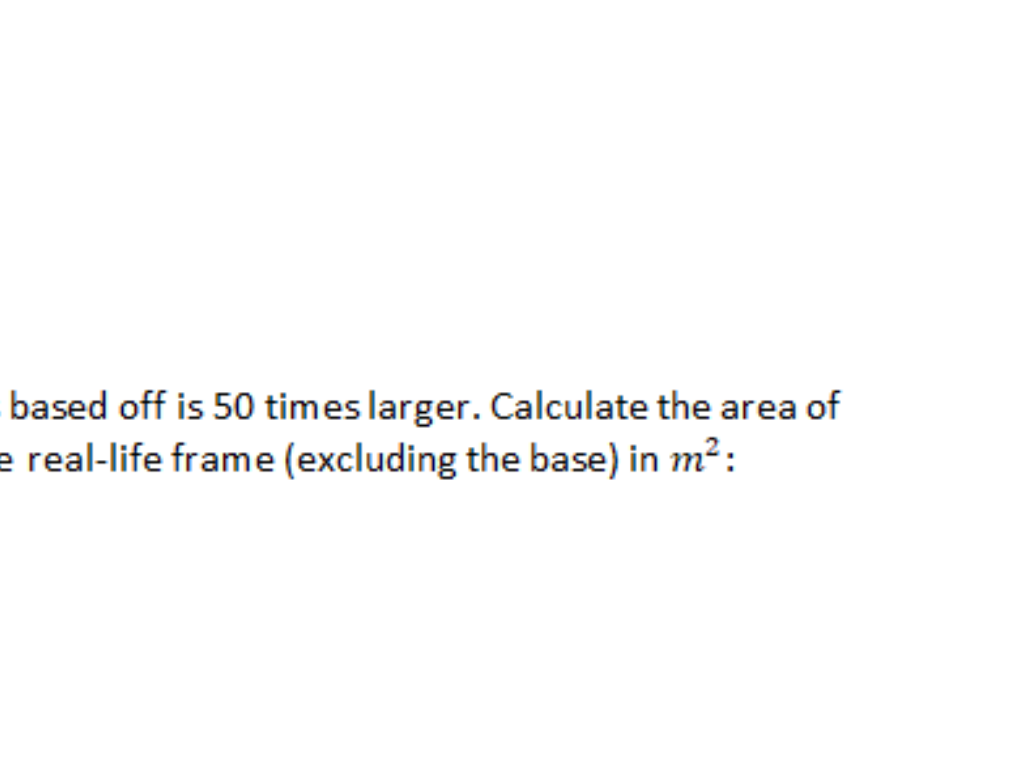 based off is 50 times larger. Calculate the area of
real-life frame (excluding the base) in m²: